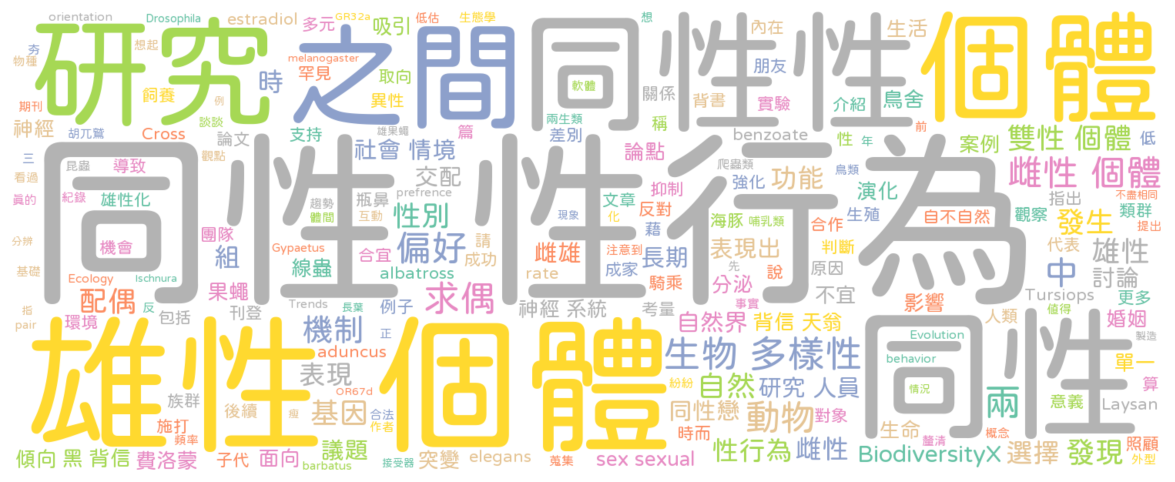 orientation Drosophila estradiol 多元 GR32a 低估 生態學 想 內在 生活
夯 物種 想起 melanogaster 吸引 朋友
研究 之間 同性 性 個體
期刊 飼養 例 時 罕見 取向 異性 軟體 關係 背書 實驗 介紹 鳥舍
神經 胡兀鷲 Cross 談談 論文 支持 雄果蠅 篇 兩生類 差別 稱 benzoate 性 年 前 案例 雙性 個體 低
三 昆蟲 導致 觀點 社會 情境 論點 爬蟲類 鳥類 雌性 個體
看過 真的 紀錄 雄性化 趨勢 體間 瓶鼻 交配 prefrence 抑制 強化 功能 演化 指出 不盡相同
同性 性行為
機會 團隊 互動 性別 現象 文章 化 反對 海豚 哺乳類 合作 生殖 自不自然 觀察 類群 發生 提出
分辨 組 Gypaetus 合宜 偏好 請 雌雄 注意到 藉 長期 表現出 判斷 代表 雄性
基礎 Ecology Ischnura 線蟲 albatross 成功 rate 成家 騎乘 先 說 原因 中 討論
指 配偶 果蠅 Trends 長葉 求偶 分泌 事實 不宜 影響 Tursiops 更多
pair 環境 反 包括 刊登 例子 正 神經 系統 考量 自然界 背信 天翁 人類 值得 婚姻
雄性 個體 同性
機制 aduncus 生物 多樣性 Evolution 製造
表現 behavior 單一
族群 OR67d 紛紛 自然 研究 人員 情況 兩 算
後續 瘦 基因 合法 作者 同性戀 動物 對象 意義 Laysan
施打 頻率 議題 時而 生命 釐清 概念 照顧
傾向 黑 背信 費洛蒙 子代 面向 barbatus 接受器 突變 elegans 蒐集 sex sexual 性行為 雌性 BiodiversityX 選擇 發現 外型